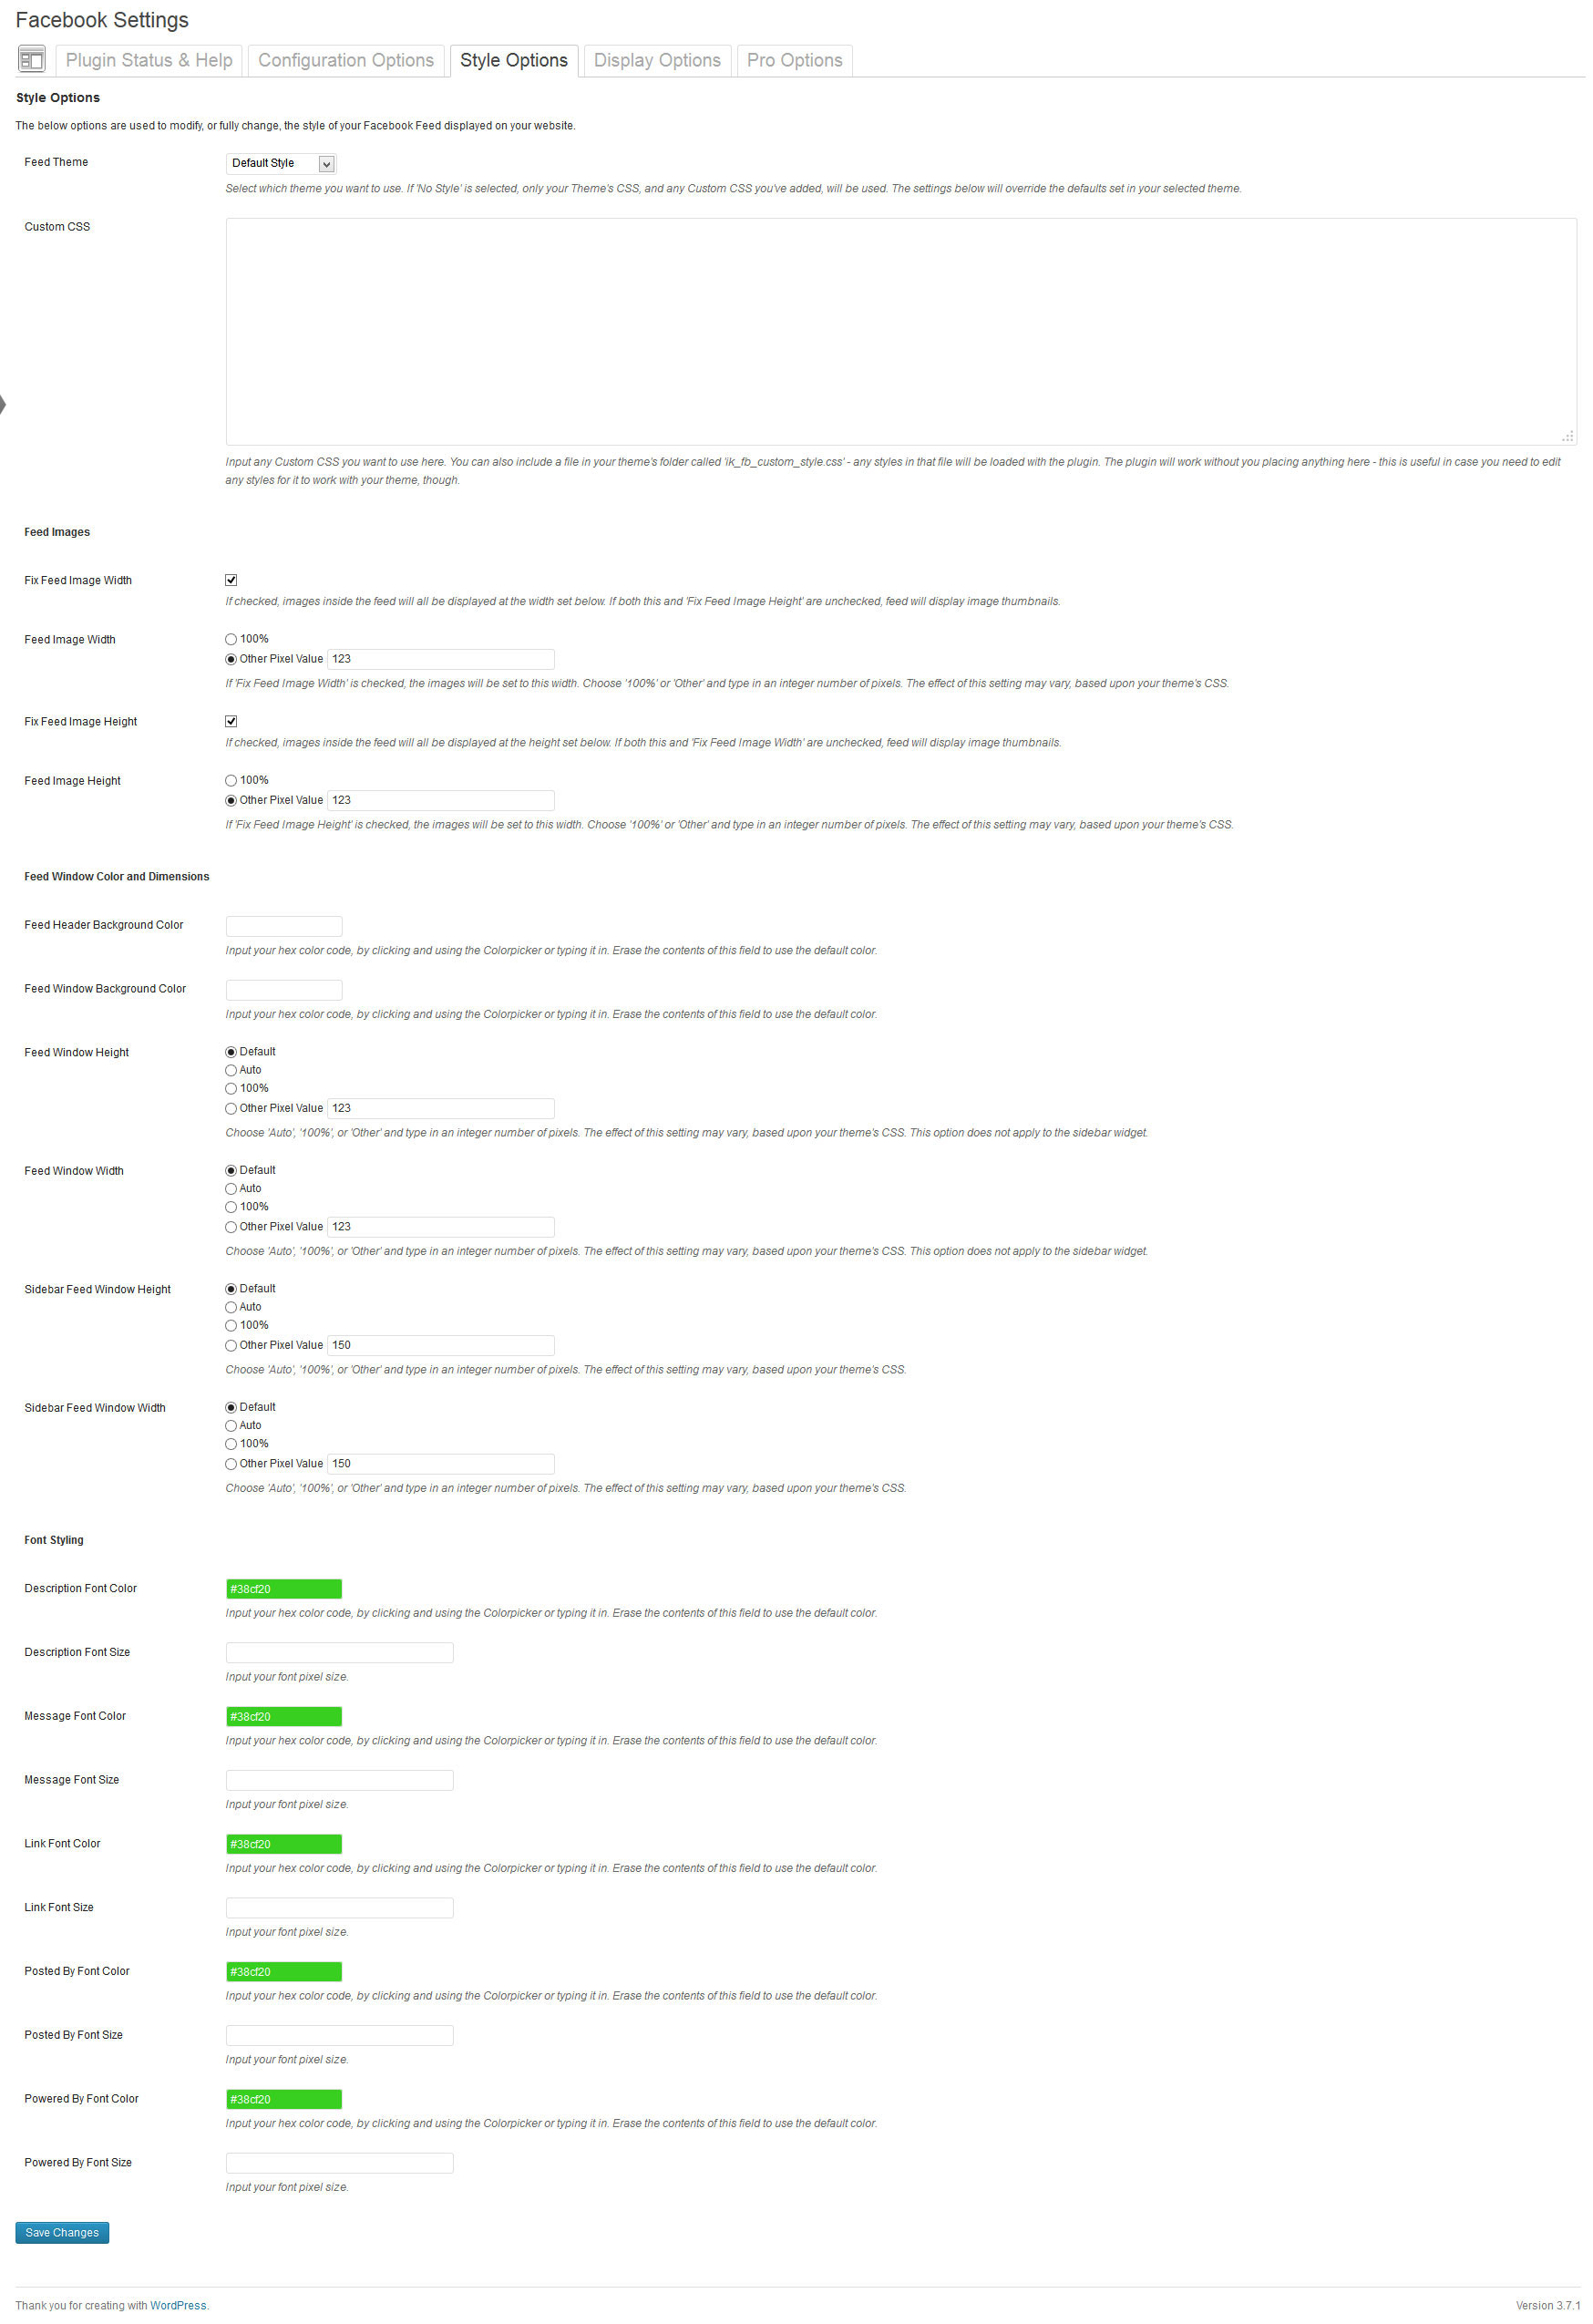 Facebook Settings
Plugin Status & Help Configuration Options Style Options Display Options Pro Options
Style Options
The below options are used to modify, or fully change, the style of your Facebook Feed displayed on your website.
Feed Theme Default Style
Select which theme you want to use. If 'No Style' is selected, only your Theme's CSS, and any Custom CSS you've added, will be used. The settings below will override the defaults set in your selected theme.
Custom CSS
Input any Custom CSS you want to use here. You can also include a file in your theme's folder called 'ik_fb_custom_style.css' - any styles in that file will be loaded with the plugin. The plugin will work without you placing anything here - this is useful in case you need to edit
any styles for it to work with your theme, though.
Feed Images
Fix Feed Image Width
If checked, images inside the feed will all be displayed at the width set below. If both this and 'Fix Feed Image Height' are unchecked, feed will display image thumbnails.
Feed Image Width 100%
Other Pixel Value 123
If 'Fix Feed Image Width' is checked, the images will be set to this width. Choose '100%' or 'Other' and type in an integer number of pixels. The effect of this setting may vary, based upon your theme's CSS.
Fix Feed Image Height
If checked, images inside the feed will all be displayed at the height set below. If both this and 'Fix Feed Image Width' are unchecked, feed will display image thumbnails.
Feed Image Height 100%
Other Pixel Value 123
If 'Fix Feed Image Height' is checked, the images will be set to this width. Choose '100%' or 'Other' and type in an integer number of pixels. The effect of this setting may vary, based upon your theme's CSS.
Feed Window Color and Dimensions
Feed Header Background Color
Input your hex color code, by clicking and using the Colorpicker or typing it in. Erase the contents of this field to use the default color.
Feed Window Background Color
Input your hex color code, by clicking and using the Colorpicker or typing it in. Erase the contents of this field to use the default color.
Feed Window Height Default
Auto
100%
Other Pixel Value 123
Choose 'Auto', '100%', or 'Other' and type in an integer number of pixels. The effect of this setting may vary, based upon your theme's CSS. This option does not apply to the sidebar widget.
Feed Window Width Default
Auto
100%
Other Pixel Value 123
Choose 'Auto', '100%', or 'Other' and type in an integer number of pixels. The effect of this setting may vary, based upon your theme's CSS. This option does not apply to the sidebar widget.
Sidebar Feed Window Height Default
Auto
100%
Other Pixel Value 150
Choose 'Auto', '100%', or 'Other' and type in an integer number of pixels. The effect of this setting may vary, based upon your theme's CSS.
Sidebar Feed Window Width Default
Auto
100%
Other Pixel Value 150
Choose 'Auto', '100%', or 'Other' and type in an integer number of pixels. The effect of this setting may vary, based upon your theme's CSS.
Font Styling
Description Font Color #38cf20
Input your hex color code, by clicking and using the Colorpicker or typing it in. Erase the contents of this field to use the default color.
Description Font Size
Input your font pixel size.
Message Font Color #38cf20
Input your hex color code, by clicking and using the Colorpicker or typing it in. Erase the contents of this field to use the default color.
Message Font Size
Input your font pixel size.
Link Font Color #38cf20
Input your hex color code, by clicking and using the Colorpicker or typing it in. Erase the contents of this field to use the default color.
Link Font Size
Input your font pixel size.
Posted By Font Color #38cf20
Input your hex color code, by clicking and using the Colorpicker or typing it in. Erase the contents of this field to use the default color.
Posted By Font Size
Input your font pixel size.
Powered By Font Color #38cf20
Input your hex color code, by clicking and using the Colorpicker or typing it in. Erase the contents of this field to use the default color.
Powered By Font Size
Input your font pixel size.
Save Changes
Thank you for creating with WordPress. Version 3.7.1